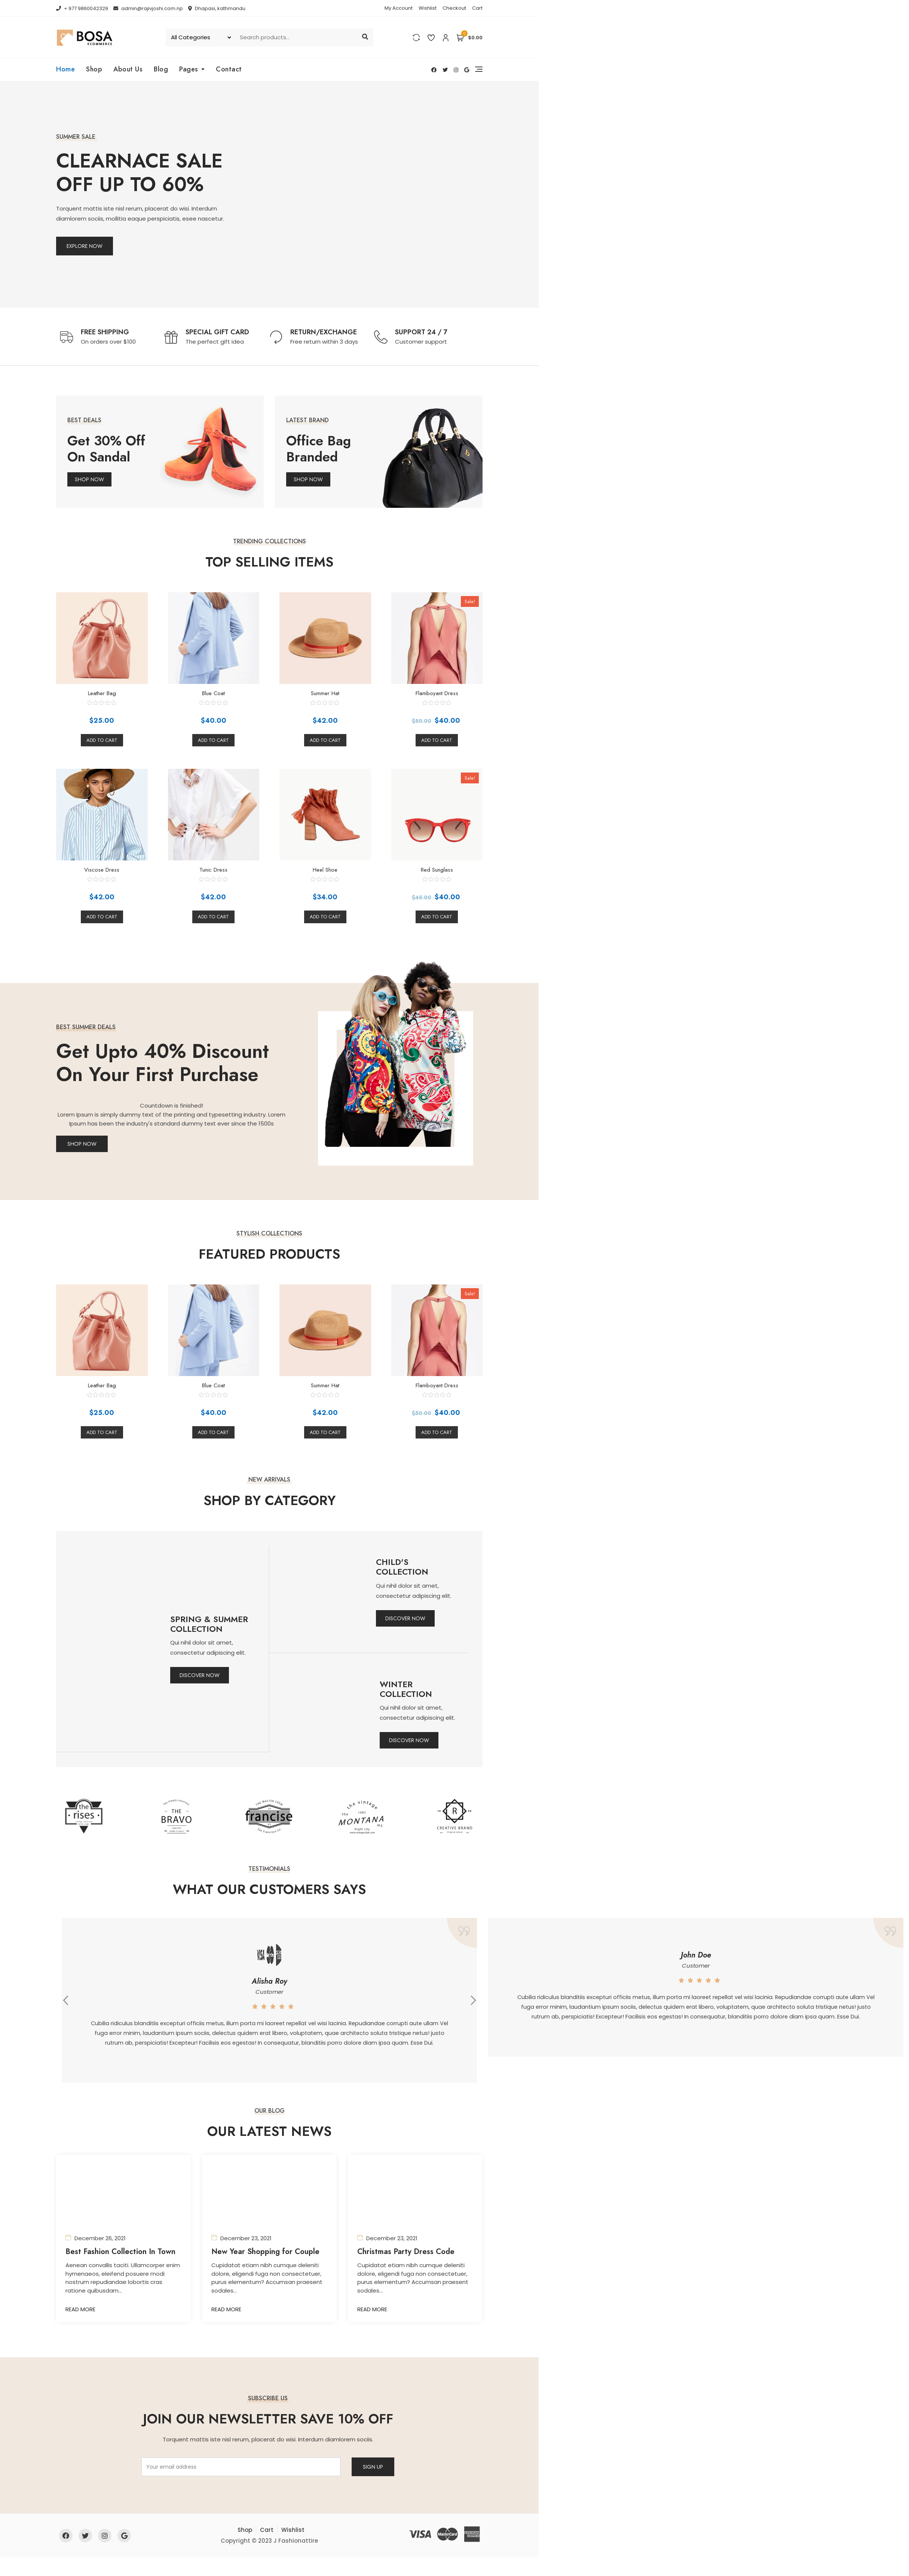 + 977 9860042329 admin@rajivjoshi.com.np Dhapasi, kathmandu
My Account Wishlist Checkout Cart
BOSA
ECOMMERCE
All Categories Search products...
0 $0.00
Home Shop About Us Blog Pages Contact
SUMMER SALE
CLEARNACE SALE
OFF UP TO 60%
Torquent mattis iste nisl rerum, placerat do wisi. Interdum
diamlorem sociis, mollitia eaque perspiciatis, esse nascetur.
EXPLORE NOW
FREE SHIPPING
On orders over $100
SPECIAL GIFT CARD
The perfect gift idea
RETURN/EXCHANGE
Free return within 3 days
SUPPORT 24 / 7
Customer support
BEST DEALS
Get 30% Off
On Sandal
SHOP NOW
LATEST BRAND
Office Bag
Branded
SHOP NOW
TRENDING COLLECTIONS
TOP SELLING ITEMS
Sale!
Leather Bag Blue Coat Summer Hat Flamboyant Dress
$25.00 $40.00 $42.00 $50.00 $40.00
ADD TO CART ADD TO CART ADD TO CART ADD TO CART
Sale!
Viscose Dress Tunic Dress Heel Shoe Red Sunglass
$42.00 $42.00 $34.00 $40.00
ADD TO CART ADD TO CART ADD TO CART ADD TO CART
BEST SUMMER DEALS
Get Upto 40% Discount
On Your First Purchase
Countdown is finished!
Lorem Ipsum is simply dummy text of the printing and typesetting industry. Lorem
Ipsum has been the industry's standard dummy text ever since the 1500s
SHOP NOW
STYLISH COLLECTIONS
FEATURED PRODUCTS
Sale!
Leather Bag Blue Coat Summer Hat Flamboyant Dress
$25.00 $40.00 $42.00 $50.00 $40.00
ADD TO CART ADD TO CART ADD TO CART ADD TO CART
NEW ARRIVALS
SHOP BY CATEGORY
SPRING & SUMMER
COLLECTION
Qui nihil dolor sit amet,
consectetur adipiscing elit.
DISCOVER NOW
CHILD'S
COLLECTION
Qui nihil dolor sit amet,
consectetur adipiscing elit.
DISCOVER NOW
WINTER
COLLECTION
Qui nihil dolor sit amet,
consectetur adipiscing elit.
DISCOVER NOW
the
rises
THE
BRAVO
francise
the vintage
MONTANA
R
CREATIVE BRAND
TESTIMONIALS
WHAT OUR CUSTOMERS SAYS
Alisha Roy
Customer
Cubilia ridiculus blanditiis excepturi officiis metus, illum porta mi laoreet repellat vel wisi lacinia. Repudiandae corrupti aute ullam Vel
fuga error minim, laudantium ipsum sociis, delectus quidem erat libero, voluptatem, quae architecto soluta tristique netus! justo
rutrum ab, perspiciatis! Excepteur! Facilisis eos egestas! In consequatur, blanditiis porro dolore diam ipsa quam. Esse Dui.
John Doe
Customer
Cubilia ridiculus blanditiis excepturi officiis metus, illum porta mi laoreet repellat vel wisi lacinia. Repudiandae corrupti aute ullam Vel
fuga error minim, laudantium ipsum sociis, delectus quidem erat libero, voluptatem, quae architecto soluta tristique netus! justo
rutrum ab, perspiciatis! Excepteur! Facilisis eos egestas! In consequatur, blanditiis porro dolore diam ipsa quam. Esse Dui.
OUR BLOG
OUR LATEST NEWS
December 26, 2021
Best Fashion Collection In Town
Aenean convallis taciti. Ullamcorper enim
hymenaeos, eleifend posuere modi
nostrum repudiandae lobortis cras
ratione quibusdam...
READ MORE
December 23, 2021
New Year Shopping for Couple
Cupidatat etiam nibh cumque deleniti
dolore, eligendi fuga non consectetuer,
purus elementum? Accumsan praesent
sodales...
READ MORE
December 23, 2021
Christmas Party Dress Code
Cupidatat etiam nibh cumque deleniti
dolore, eligendi fuga non consectetuer,
purus elementum? Accumsan praesent
sodales...
READ MORE
SUBSCRIBE US
JOIN OUR NEWSLETTER SAVE 10% OFF
Torquent mattis iste nisl rerum, placerat do wisi. Interdum diamlorem sociis.
Your email address SIGN UP
Shop Cart Wishlist
Copyright © 2023 J Fashionattire
VISA MasterCard